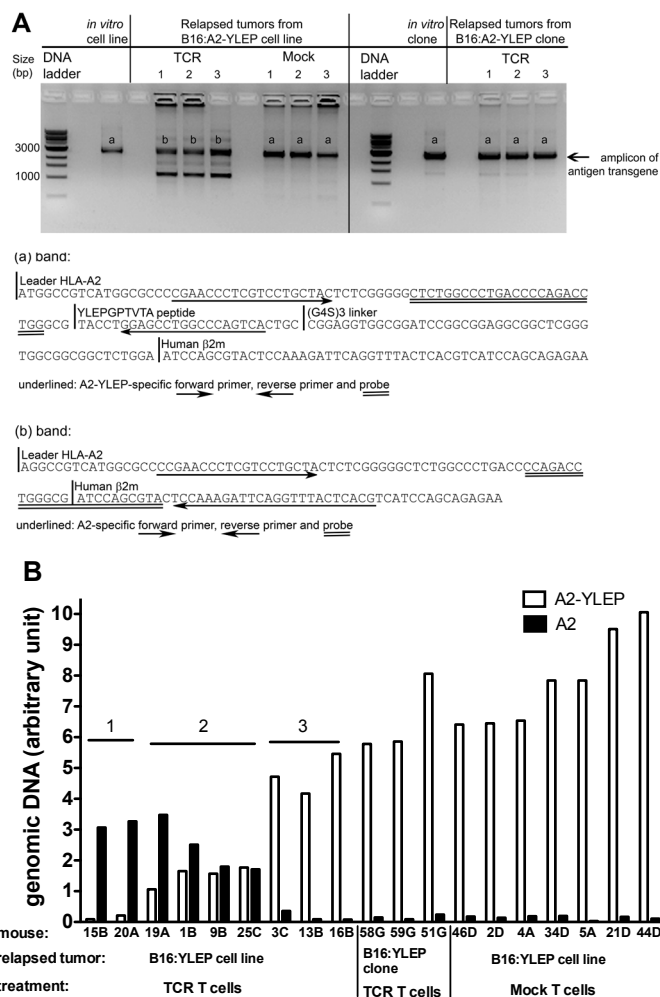 A
in vitro cell line
Relapsed tumors from B16:A2-YLEP cell line
in vitro clone
Relapsed tumors from B16:A2-YLEP clone
Size (bp)
DNA ladder
TCR
Mock
DNA ladder
TCR
1 2 3 1 2 3 1 2 3
a b b b a a a a a a a
3000
1000
amplicon of antigen transgene
(a) band:
Leader HLA-A2
ATGGCCGTCATGGCGCCCCGAACCCTCGTCCTGCTACTCTCGGGGGCTCTGGCCCTGACCCCAGACC
YLEPGPTVTA peptide (G4S)3 linker
TGGGCG TACCTGGAGCCTGGCCCAGTCACTGC CGGAGGTGGCGGATCCGGCGGAGGCGGCTCGGG
Human β2m
TGGCGGCGGCTCTGGA ATCCAGCGTACTCCAAAGATTCAGGTTTACTCACGTCATCCAGCAGAGAA
underlined: A2-YLEP-specific forward primer, reverse primer and probe
(b) band:
Leader HLA-A2
AGGCCGTCATGGCGCCCCGAACCCTCGTCCTGCTACTCTCGGGGGCTCTGGCCCTGACCCCAGACC
Human β2m
TGGGCG ATCCAGCGTACTCCAAAGATTCAGGTTTACTCACGTCATCCAGCAGAGAA
underlined: A2-specific forward primer, reverse primer and probe
B
A2-YLEP
A2
genomic DNA (arbitrary unit)
10
9
8
7
6
5
4
3
2
1
0
1 2 3
mouse: 15B 20A 19A 1B 9B 25C 3C 13B 16B 58G 59G 51G 46D 2D 4A 34D 5A 21D 44D
relapsed tumor: B16:YLEP cell line B16:YLEP clone B16:YLEP cell line
treatment: TCR T cells TCR T cells Mock T cells